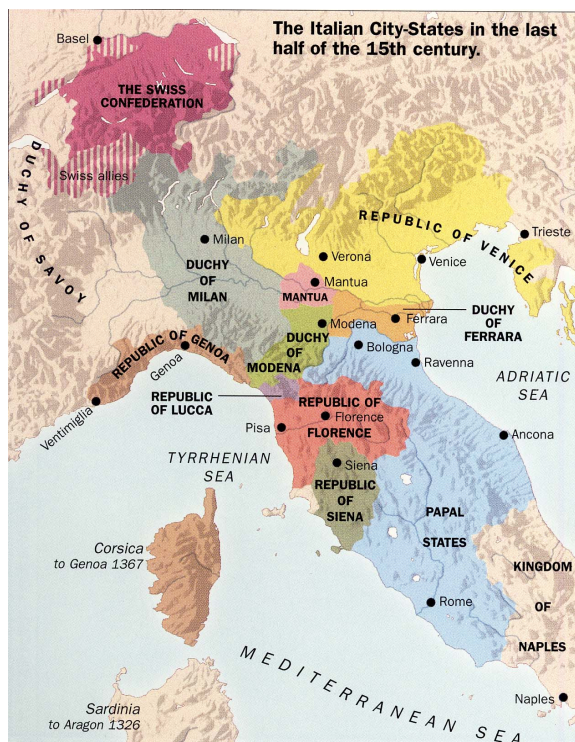 The Italian City-States in the last
half of the 15th century.
Basel
THE SWISS
CONFEDERATION
Swiss allies
DUCHY OF SAVOY
REPUBLIC OF VENICE
Trieste
Milan
Verona
Venice
DUCHY
OF
MILAN
Mantua
MANTUA
DUCHY
OF
FERRARA
Ferrara
Modena
DUCHY
OF
MODENA
Bologna
Ravenna
REPUBLIC OF GENOA
Genoa
Ventimiglia
REPUBLIC
OF LUCCA
ADRIATIC
SEA
REPUBLIC OF
Florence
FLORENCE
Pisa
Ancona
TYRRHENIAN
SEA
Siena
REPUBLIC
OF
SIENA
PAPAL
STATES
Corsica
to Genoa 1367
KINGDOM
OF
NAPLES
Rome
MEDITERRANEAN SEA
Naples
Sardinia
to Aragon 1326